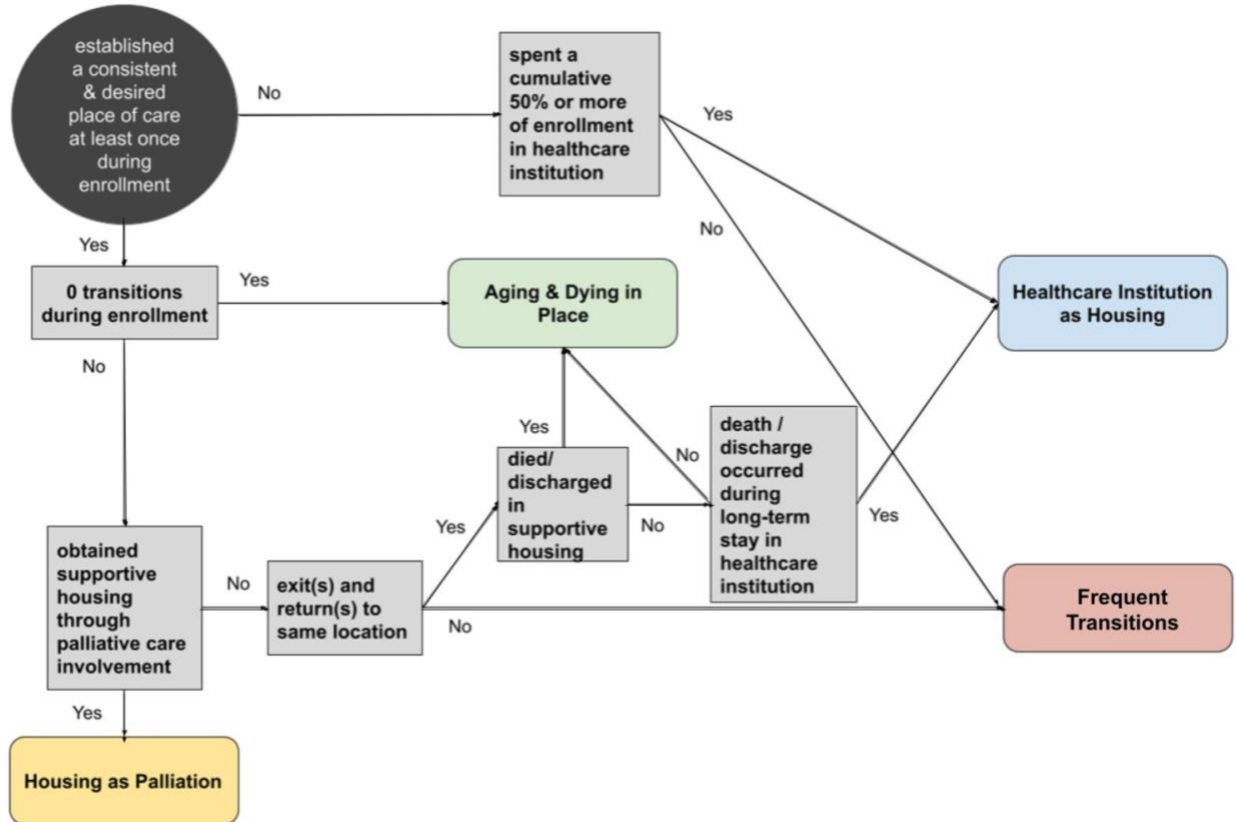 established
a consistent
& desired
place of care
at least once
during
enrollment
No
spent a
cumulative
50% or more
of enrollment
in healthcare
institution
Yes
No
Yes
0 transitions
during enrollment
Yes
Aging & Dying in
Place
Healthcare Institution
as Housing
No
Yes
died/
discharged
in
supportive
housing
No
No
death /
discharge
occurred
during
long-term
stay in
healthcare
institution
Yes
obtained
supportive
housing
through
palliative care
involvement
No
exit(s) and
return(s) to
same location
Yes
No
Frequent
Transitions
Yes
Housing as Palliation